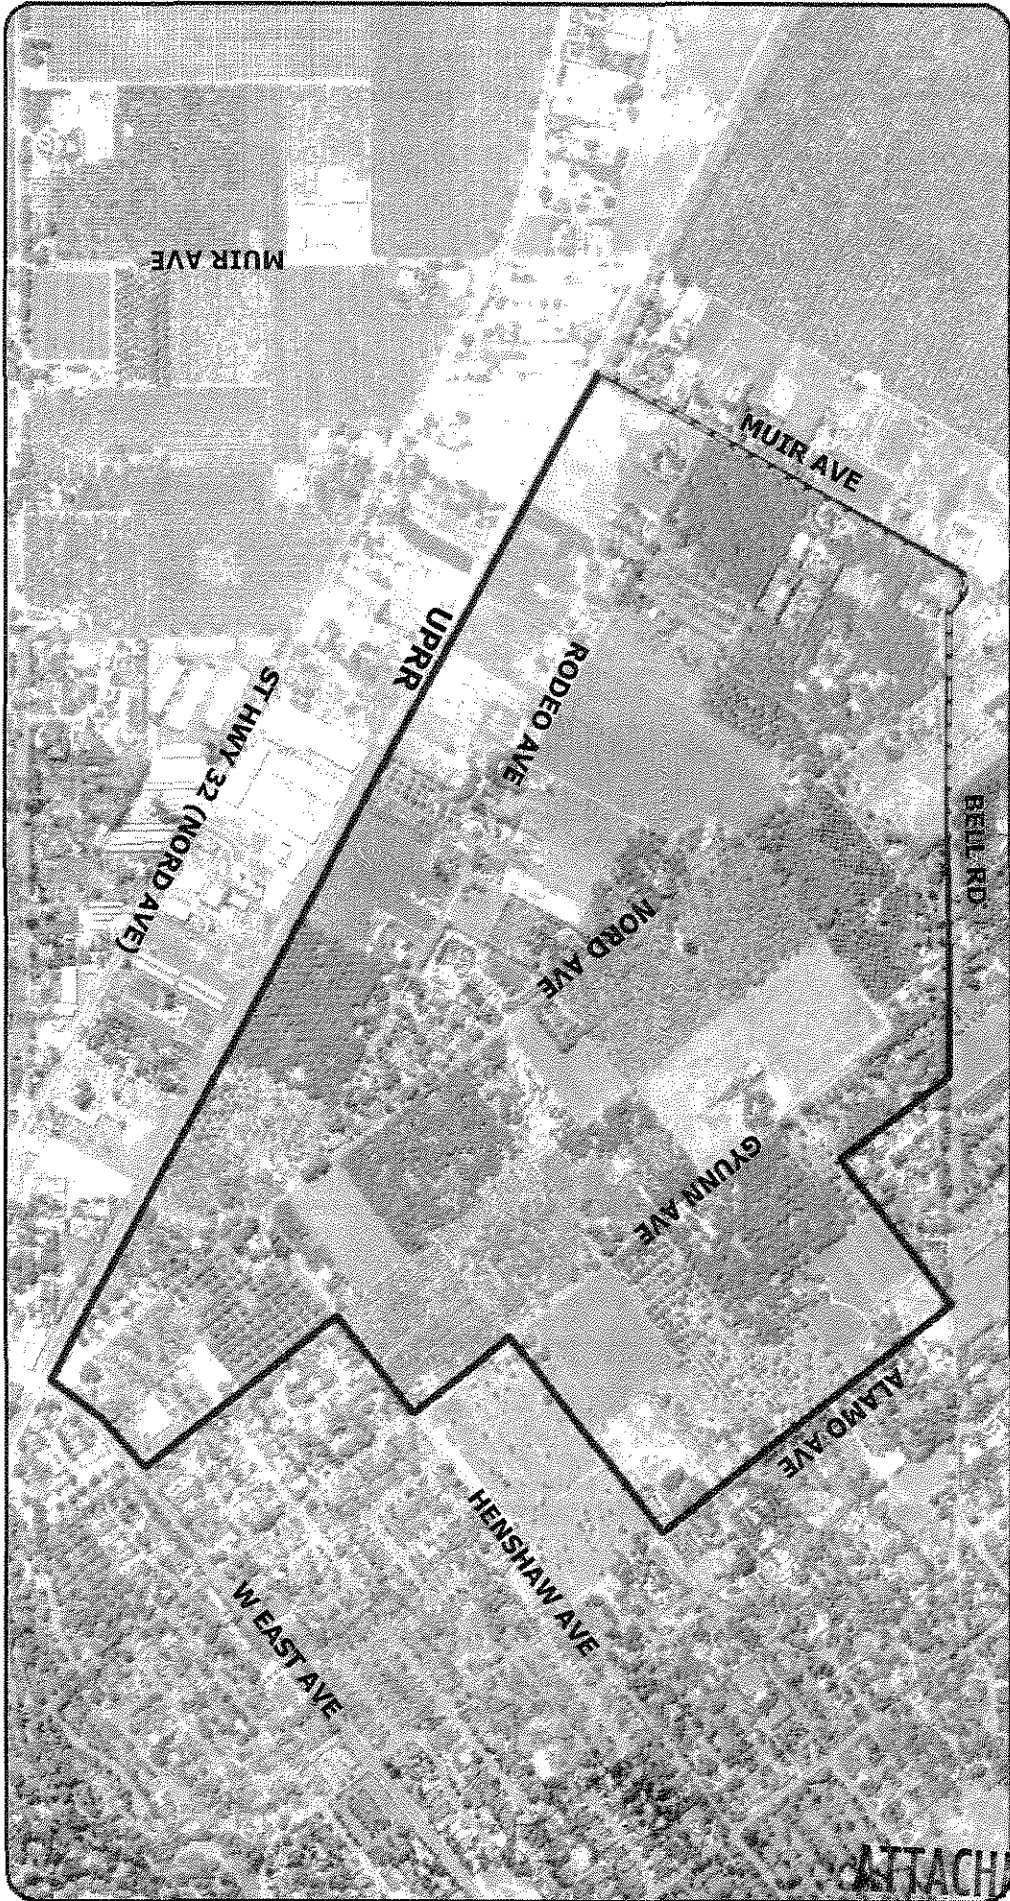 MUIR AVE
MUIR AVE
UPRR
RODEO AVE
ST HWY 32 (NORD AVE)
BELL RD
NORD AVE
GYUNN AVE
ALAMO AVE
HENSHAW AVE
W EAST AVE